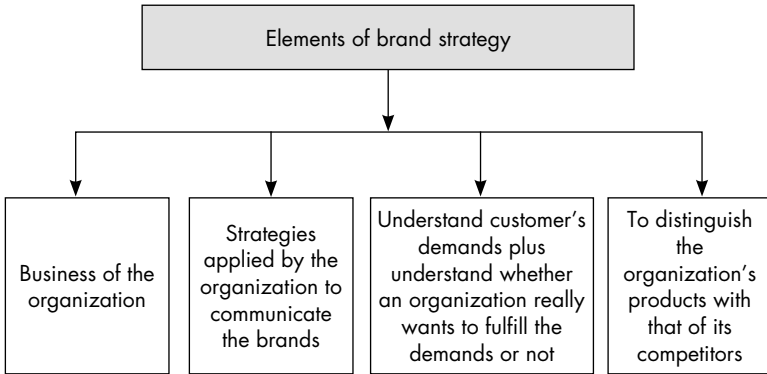 Elements of brand strategy
Business of the
organization
Strategies
applied by the
organization to
communicate
the brands
Understand customer’s
demands plus
understand whether
an organization really
wants to fulfill the
demands or not
To distinguish
the
organization’s
products with
that of its
competitors